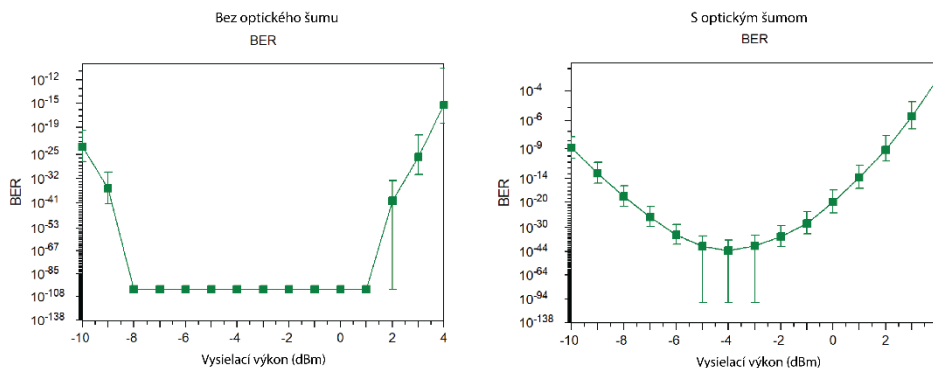 Bez optického šumu
BER
10-12
10-15
10-19
10-25
10-32
10-41
10-53
10-67
10-85
10-108
10-138
BER
-10 -8 -6 -4 -2 0 2 4
Vysielací výkon (dBm)
S optickým šumom
BER
10-4
10-6
10-9
10-14
10-20
10-30
10-44
10-64
10-94
10-138
BER
-10 -8 -6 -4 -2 0 2
Vysielací výkon (dBm)